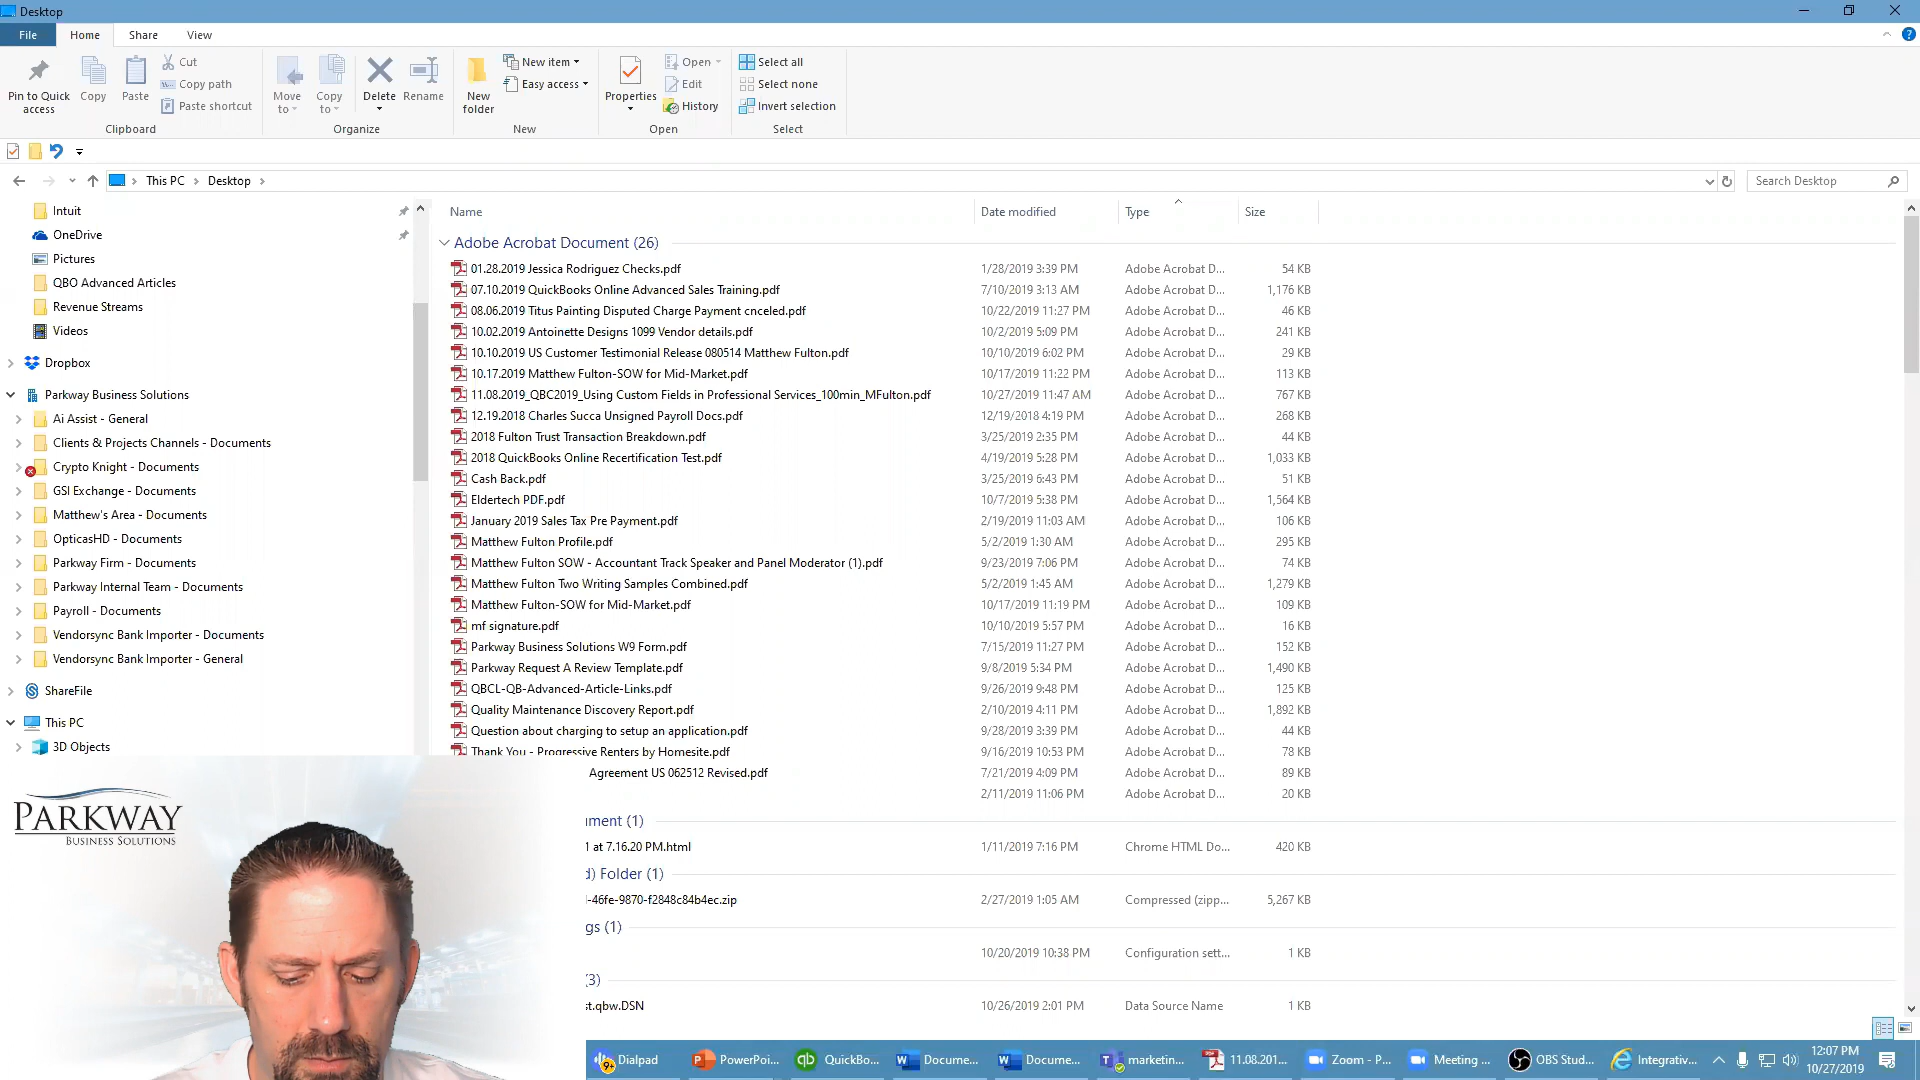 Desktop
File Home Share View
Pin to Quick access
Copy
Paste
Cut
Copy path
Paste shortcut
Clipboard
Move to
Copy to
Delete
Rename
Organize
New folder
New item
Easy access
New
Properties
Open
Edit
History
Open
Select all
Select none
Invert selection
Select
This PC Desktop
Search Desktop
Intuit
OneDrive
Pictures
QBO Advanced Articles
Revenue Streams
Videos
Dropbox
Parkway Business Solutions
Ai Assist - General
Clients & Projects Channels - Documents
Crypto Knight - Documents
GSI Exchange - Documents
Matthew's Area - Documents
OpticasHD - Documents
Parkway Firm - Documents
Parkway Internal Team - Documents
Payroll - Documents
Vendorsync Bank Importer - Documents
Vendorsync Bank Importer - General
ShareFile
This PC
3D Objects
Name Date modified Type Size
Adobe Acrobat Document (26)
01.28.2019 Jessica Rodriguez Checks.pdf 1/28/2019 3:39 PM Adobe Acrobat D... 54 KB
07.10.2019 QuickBooks Online Advanced Sales Training.pdf 7/10/2019 3:13 AM Adobe Acrobat D... 1,176 KB
08.06.2019 Titus Painting Disputed Charge Payment cnceled.pdf 10/22/2019 11:27 PM Adobe Acrobat D... 46 KB
10.02.2019 Antoinette Designs 1099 Vendor details.pdf 10/2/2019 5:09 PM Adobe Acrobat D... 241 KB
10.10.2019 US Customer Testimonial Release 080514 Matthew Fulton.pdf 10/10/2019 6:02 PM Adobe Acrobat D... 29 KB
10.17.2019 Matthew Fulton-SOW for Mid-Market.pdf 10/17/2019 11:22 PM Adobe Acrobat D... 113 KB
11.08.2019_QBC2019_Using Custom Fields in Professional Services_100min_MFulton.pdf 10/27/2019 11:47 AM Adobe Acrobat D... 767 KB
12.19.2018 Charles Succa Unsigned Payroll Docs.pdf 12/19/2018 4:19 PM Adobe Acrobat D... 268 KB
2018 Fulton Trust Transaction Breakdown.pdf 3/25/2019 2:35 PM Adobe Acrobat D... 44 KB
2018 QuickBooks Online Recertification Test.pdf 4/19/2019 5:28 PM Adobe Acrobat D... 1,033 KB
Cash Back.pdf 3/25/2019 6:43 PM Adobe Acrobat D... 51 KB
Eldertech PDF.pdf 10/7/2019 5:38 PM Adobe Acrobat D... 1,564 KB
January 2019 Sales Tax Pre Payment.pdf 2/19/2019 11:03 AM Adobe Acrobat D... 106 KB
Matthew Fulton Profile.pdf 5/2/2019 1:30 AM Adobe Acrobat D... 295 KB
Matthew Fulton SOW - Accountant Track Speaker and Panel Moderator (1).pdf 9/23/2019 7:06 PM Adobe Acrobat D... 74 KB
Matthew Fulton Two Writing Samples Combined.pdf 5/2/2019 1:45 AM Adobe Acrobat D... 1,279 KB
Matthew Fulton-SOW for Mid-Market.pdf 10/17/2019 11:19 PM Adobe Acrobat D... 109 KB
mf signature.pdf 10/10/2019 5:57 PM Adobe Acrobat D... 16 KB
Parkway Business Solutions W9 Form.pdf 7/15/2019 11:27 PM Adobe Acrobat D... 152 KB
Parkway Request A Review Template.pdf 9/8/2019 5:34 PM Adobe Acrobat D... 1,490 KB
QBCL-QB-Advanced-Article-Links.pdf 9/26/2019 9:48 PM Adobe Acrobat D... 125 KB
Quality Maintenance Discovery Report.pdf 2/10/2019 4:11 PM Adobe Acrobat D... 1,892 KB
Question about charging to setup an application.pdf 9/28/2019 3:39 PM Adobe Acrobat D... 44 KB
Thank You - Progressive Renters by Homesite.pdf 9/16/2019 10:53 PM Adobe Acrobat D... 78 KB
Agreement US 062512 Revised.pdf 7/21/2019 4:09 PM Adobe Acrobat D... 89 KB
2/11/2019 11:06 PM Adobe Acrobat D... 20 KB
ument (1)
1 at 7.16.20 PM.html 1/11/2019 7:16 PM Chrome HTML Do... 420 KB
d) Folder (1)
-46fe-9870-f2848c84b4ec.zip 2/27/2019 1:05 AM Compressed (zipp... 5,267 KB
gs (1)
10/20/2019 10:38 PM Configuration sett... 1 KB
(3)
st.qbw.DSN 10/26/2019 2:01 PM Data Source Name 1 KB
PARKWAY
BUSINESS SOLUTIONS
9+ Dialpad PowerPoi... QuickBo... Docume... Docume... marketin... 11.08.201... Zoom - P... Meeting ... OBS Stud... Integrativ...
12:07 PM
10/27/2019